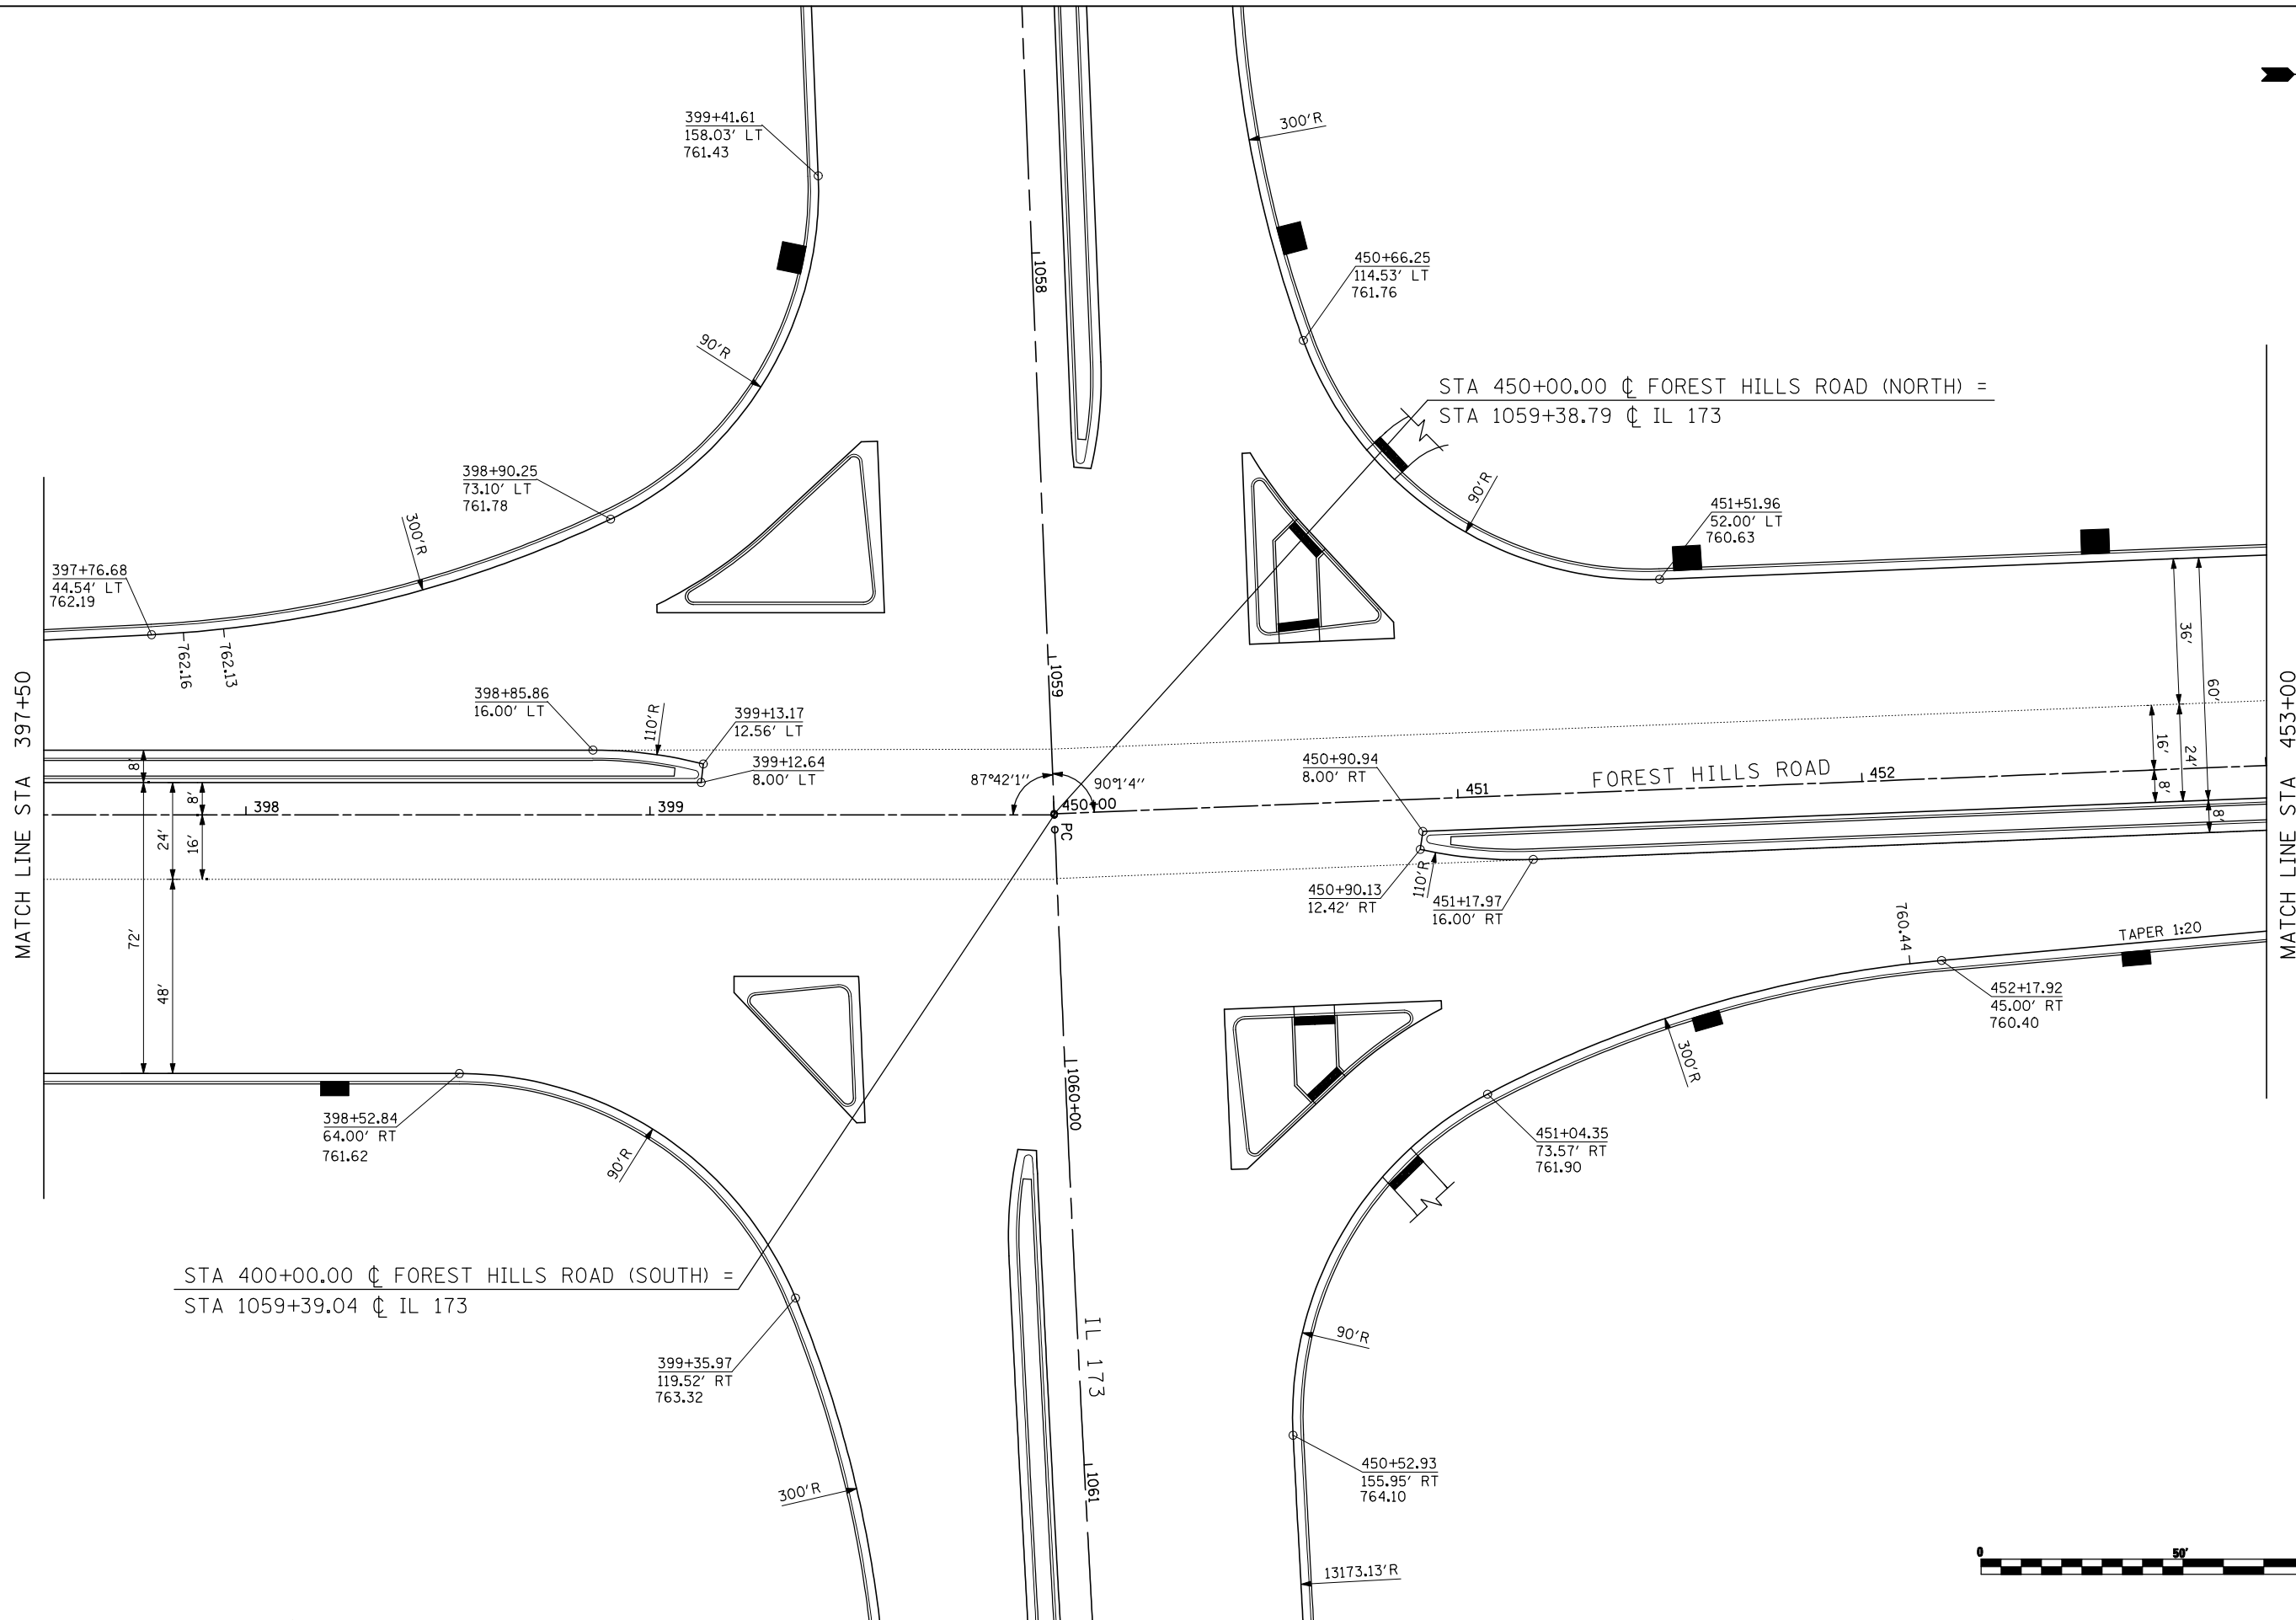 399+41.61
158.03' LT
761.43
300'R
1058
450+66.25
114.53' LT
761.76
90'R
STA 450+00.00 ℄ FOREST HILLS ROAD (NORTH) =
STA 1059+38.79 ℄ IL 173
398+90.25
73.10' LT
761.78
300'R
90'R
451+51.96
52.00' LT
760.63
397+76.68
44.54' LT
762.19
762.16
762.13
36'
60'
1059
MATCH LINE STA 397+50
MATCH LINE STA 453+00
398+85.86
16.00' LT
110'R
399+13.17
12.56' LT
399+12.64
8.00' LT
87°42'1''
90°1'4''
450+00
PC
450+90.94
8.00' RT
FOREST HILLS ROAD
451
452
16'
24'
8'
8'
8'
8'
398
399
24'
16'
72'
48'
450+90.13
12.42' RT
110'R
451+17.97
16.00' RT
760.44
TAPER 1:20
452+17.92
45.00' RT
760.40
300'R
1060+00
398+52.84
64.00' RT
761.62
90'R
451+04.35
73.57' RT
761.90
STA 400+00.00 ℄ FOREST HILLS ROAD (SOUTH) =
STA 1059+39.04 ℄ IL 173
IL 173
90'R
399+35.97
119.52' RT
763.32
300'R
1061
450+52.93
155.95' RT
764.10
13173.13'R
0
50'